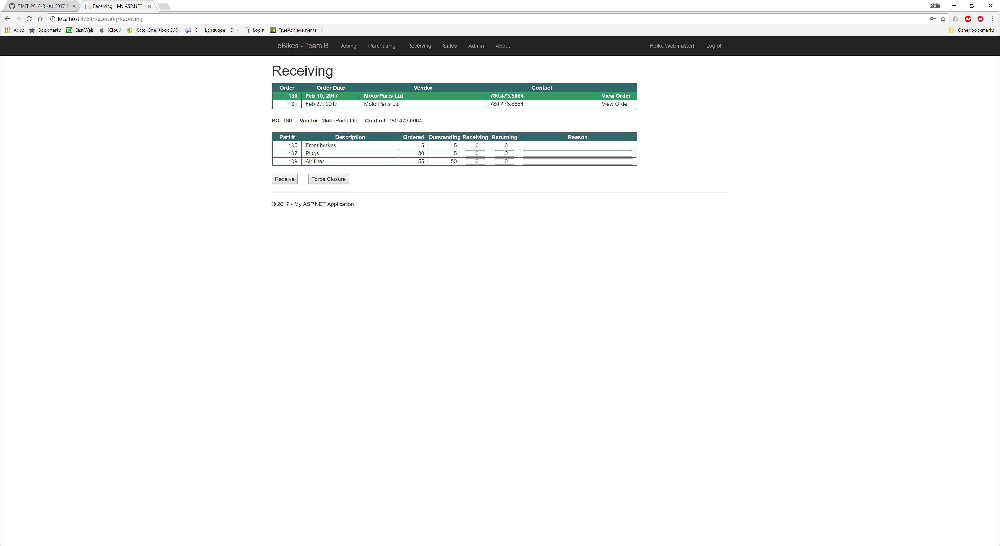 DMIT-2018/Bikes-2017-E Receiving - My ASP.NET
localhost:4763/Receiving/Receiving ABP
Apps Bookmarks TD EasyWeb iCloud Xbox One, Xbox 360 C++ Language - C++ Login TrueAchievements - X Other bookmarks
eBikes - Team B Jobing Purchasing Receiving Sales Admin About Hello, Webmaster! Log off
Receiving
Order Order Date Vendor Contact
130 Feb 10, 2017 MotorParts Ltd 780.473.5664 View Order
131 Feb 27, 2017 MotorParts Ltd 780.473.5664 View Order
PO: 130 Vendor: MotorParts Ltd Contact: 780.473.5664
Part # Description Ordered Outstanding Receiving Returning Reason
105 Front brakes 5 5 0 0
107 Plugs 30 5 0 0
109 Air filter 55 50 0 0
Receive Force Closure
© 2017 - My ASP.NET Application